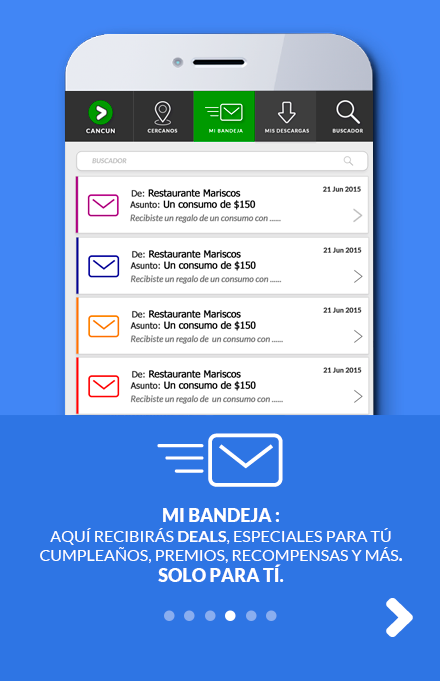 CANCUN
CERCANOS
MI BANDEJA
MIS DESCARGAS
BUSCADOR
BUSCADOR
De: Restaurante Mariscos
21 Jun 2015
Asunto: Un consumo de $150
Recibiste un regalo de un consumo con ......
De: Restaurante Mariscos
21 Jun 2015
Asunto: Un consumo de $150
Recibiste un regalo de un consumo con ......
De: Restaurante Mariscos
21 Jun 2015
Asunto: Un consumo de $150
Recibiste un regalo de un consumo con ......
De: Restaurante Mariscos
21 Jun 2015
Asunto: Un consumo de $150
Recibiste un regalo de un consumo con ......
MI BANDEJA :
AQUÍ RECIBIRÁS DEALS, ESPECIALES PARA TÚ
CUMPLEAÑOS, PREMIOS, RECOMPENSAS Y MÁS.
SOLO PARA TÍ.